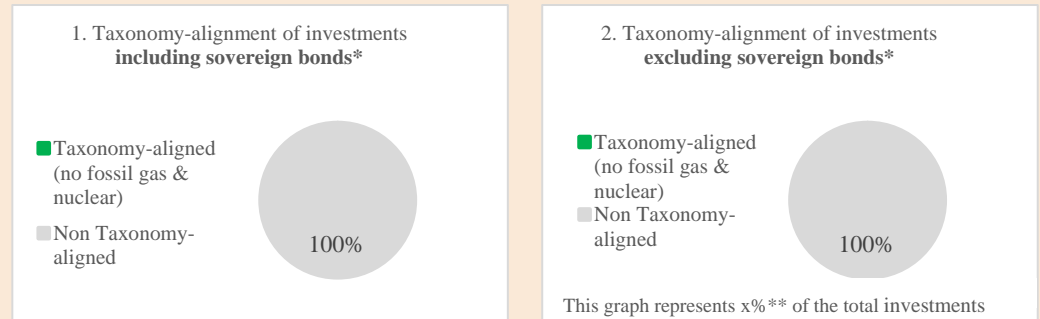 1. Taxonomy-alignment of investments
including sovereign bonds*
Taxonomy-aligned
(no fossil gas &
nuclear)
Non Taxonomy-
aligned
100%
2. Taxonomy-alignment of investments
excluding sovereign bonds*
Taxonomy-aligned
(no fossil gas &
nuclear)
Non Taxonomy-
aligned
100%
This graph represents x%** of the total investments